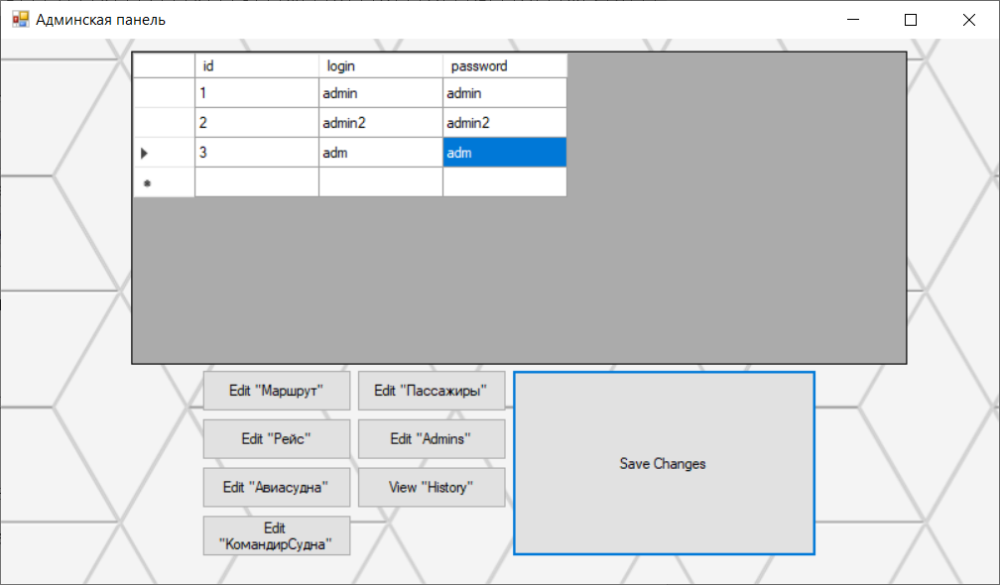 Админская панель
id login password
1 admin admin
2 admin2 admin2
3 adm adm
Edit "Маршрут" Edit "Пассажиры"
Edit "Рейс" Edit "Admins"
Edit "Авиасудна" View "History"
Edit
"КомандирСудна"
Save Changes